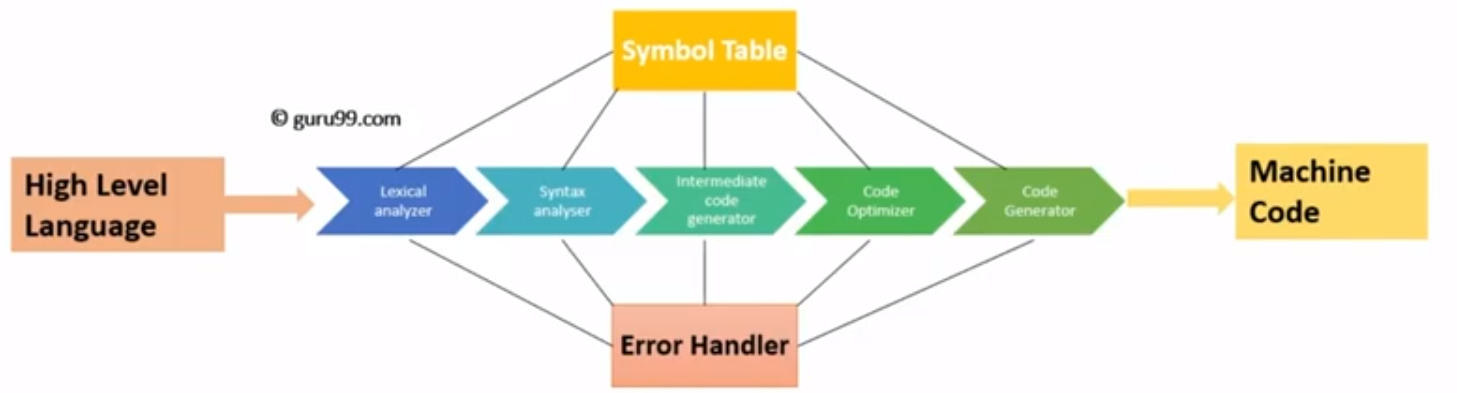 Symbol Table
© guru99.com
High Level
Language
Lexical
analyzer
Syntax
analyser
Intermediate
code
generator
Code
Optimizer
Code
Generator
Machine
Code
Error Handler